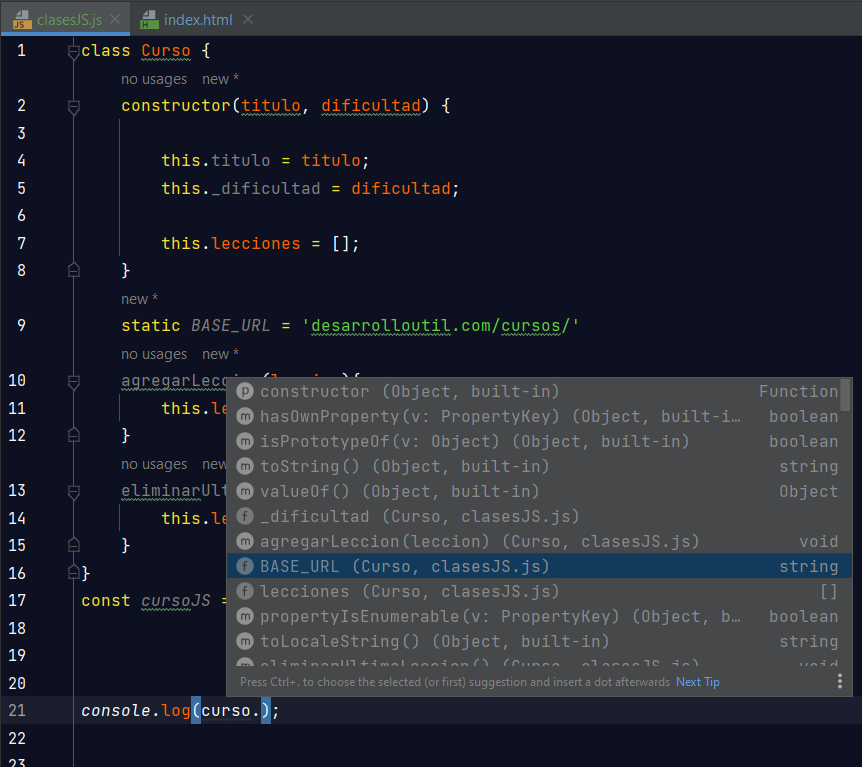 clasesJS.js
index.html
1 class Curso {
no usages new *
2 constructor(titulo, dificultad) {
3
4 this.titulo = titulo;
5 this._dificultad = dificultad;
6
7 this.lecciones = [];
8 }
new *
9 static BASE_URL = 'desarrolloutil.com/cursos/'
no usages new *
10 agregarLecc
11 this.le
12 }
no usages new
13 eliminarUlt
14 this.le
15 }
16 }
17 const cursoJS =
18
19
20
21 console.log(curso.);
22
23
p constructor (Object, built-in) Function
m hasOwnProperty(v: PropertyKey) (Object, built-i… boolean
m isPrototypeOf(v: Object) (Object, built-in) boolean
m toString() (Object, built-in) string
m valueOf() (Object, built-in) Object
f _dificultad (Curso, clasesJS.js)
m agregarLeccion(leccion) (Curso, clasesJS.js) void
f BASE_URL (Curso, clasesJS.js) string
f lecciones (Curso, clasesJS.js) []
m propertyIsEnumerable(v: PropertyKey) (Object, b… boolean
m toLocaleString() (Object, built-in) string
m eliminarUltimaLeccion() (Curso, clasesJS.js) void
Press Ctrl+. to choose the selected (or first) suggestion and insert a dot afterwards Next Tip